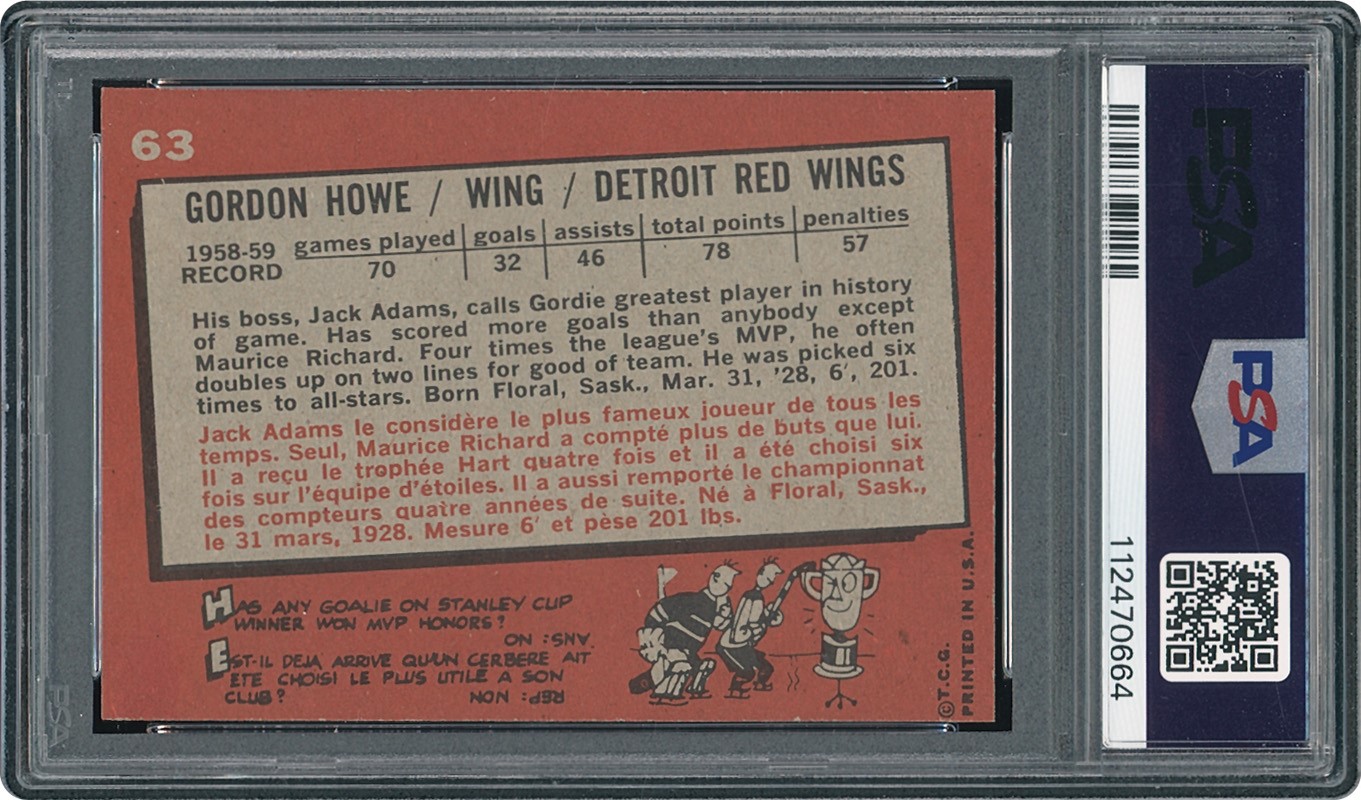 63
GORDON HOWE / WING / DETROIT RED WINGS
1958-59 games played goals assists total points penalties
RECORD 70 32 46 78 57
His boss, Jack Adams, calls Gordie greatest player in history
of game. Has scored more goals than anybody except
Maurice Richard. Four times the league's MVP, he often
doubles up on two lines for good of team. He was picked six
times to all-stars. Born Floral, Sask., Mar. 31, '28, 6', 201.
Jack Adams le considère le plus fameux joueur de tous les
temps. Seul, Maurice Richard a compté plus de buts que lui.
Il a reçu le trophée Hart quatre fois et il a été choisi six
fois sur l'équipe d'étoiles. Il a aussi remporté le championnat
des compteurs quatre années de suite. Né à Floral, Sask.,
le 31 mars, 1928. Mesure 6' et pèse 201 lbs.
HAS ANY GOALIE ON STANLEY CUP
WINNER WON MVP HONORS?
ANS: NO
EST-IL DEJA ARRIVE QU'UN CERBERE AIT
ETE CHOISI LE PLUS UTILE A SON
CLUB?
REP: NON
©T.C.G.
PRINTED IN U.S.A.
PSA
PSA
112470664
PSA